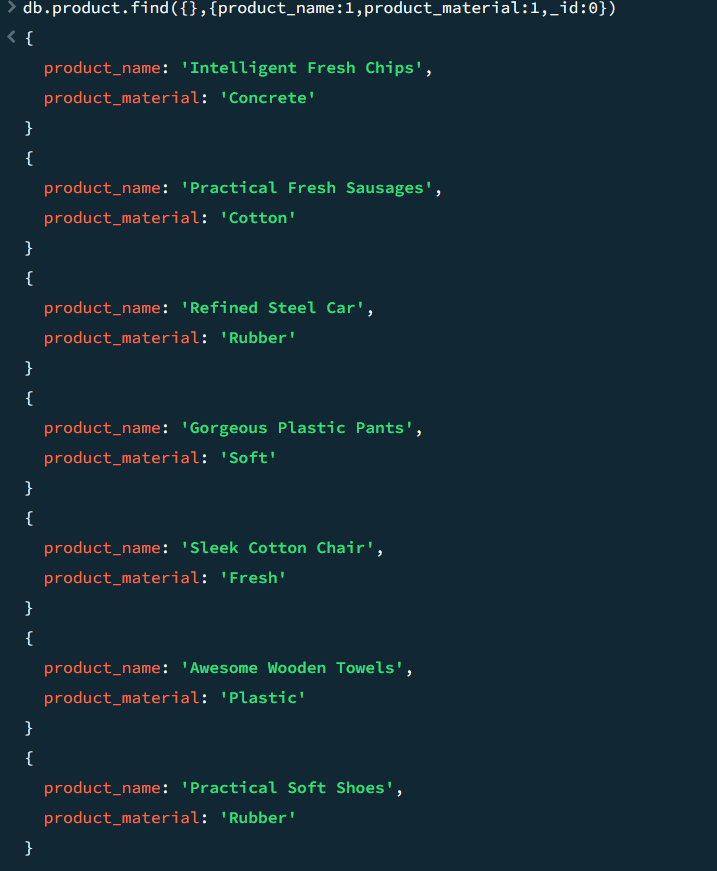 > db.product.find({},{product_name:1,product_material:1,_id:0})
< {
product_name: 'Intelligent Fresh Chips',
product_material: 'Concrete'
}
{
product_name: 'Practical Fresh Sausages',
product_material: 'Cotton'
}
{
product_name: 'Refined Steel Car',
product_material: 'Rubber'
}
{
product_name: 'Gorgeous Plastic Pants',
product_material: 'Soft'
}
{
product_name: 'Sleek Cotton Chair',
product_material: 'Fresh'
}
{
product_name: 'Awesome Wooden Towels',
product_material: 'Plastic'
}
{
product_name: 'Practical Soft Shoes',
product_material: 'Rubber'
}